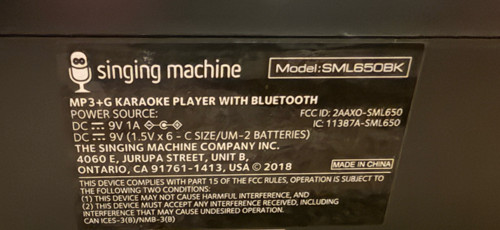 singing machine
Model:SML650BK
MP3+G KARAOKE PLAYER WITH BLUETOOTH
POWER SOURCE:
FCC ID: 2AAXO-SML650
DC ⎓ 9V 1A
IC: 11387A-SML650
DC ⎓ 9V (1.5V x 6 - C SIZE/UM-2 BATTERIES)
THE SINGING MACHINE COMPANY INC.
4060 E, JURUPA STREET, UNIT B,
ONTARIO, CA 91761-1413, USA © 2018
MADE IN CHINA
THIS DEVICE COMPLIES WITH PART 15 OF THE FCC RULES, OPERATION IS SUBJECT TO
THE FOLLOWING TWO CONDITIONS:
(1) THIS DEVICE MAY NOT CAUSE HARMFUL INTERFERENCE, AND
(2) THIS DEVICE MUST ACCEPT ANY INTERFERENCE RECEIVED, INCLUDING
INTERFERENCE THAT MAY CAUSE UNDESIRED OPERATION.
CAN ICES-3(B)/NMB-3(B)